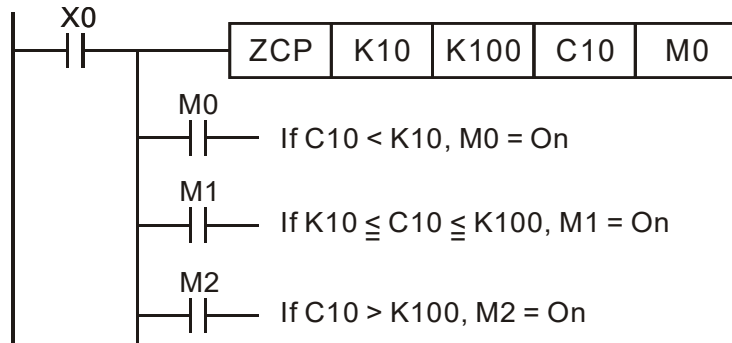 X0
ZCP K10 K100 C10 M0
M0
If C10 < K10, M0 = On
M1
If K10 ≦ C10 ≦ K100, M1 = On
M2
If C10 > K100, M2 = On